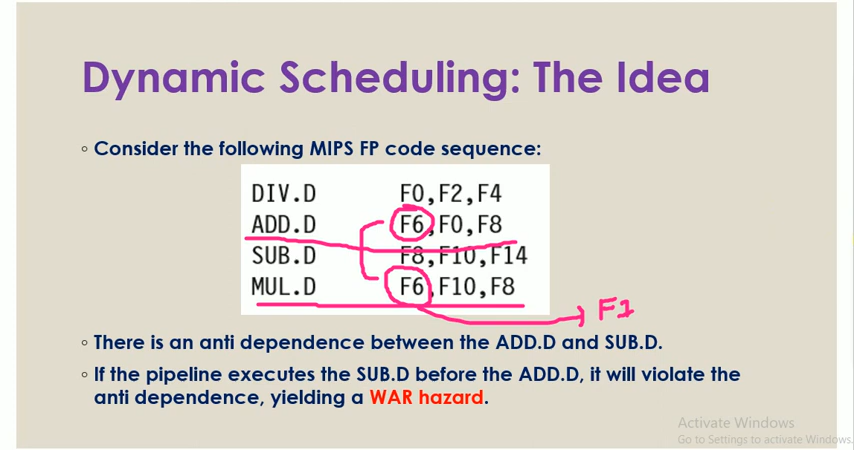 Dynamic Scheduling: The Idea
◦ Consider the following MIPS FP code sequence:
DIV.D F0,F2,F4
ADD.D F6,F0,F8
SUB.D F8,F10,F14
MUL.D F6,F10,F8
F1
◦ There is an anti dependence between the ADD.D and SUB.D.
◦ If the pipeline executes the SUB.D before the ADD.D, it will violate the
anti dependence, yielding a WAR hazard.
Activate Windows
Go to Settings to activate Windows.